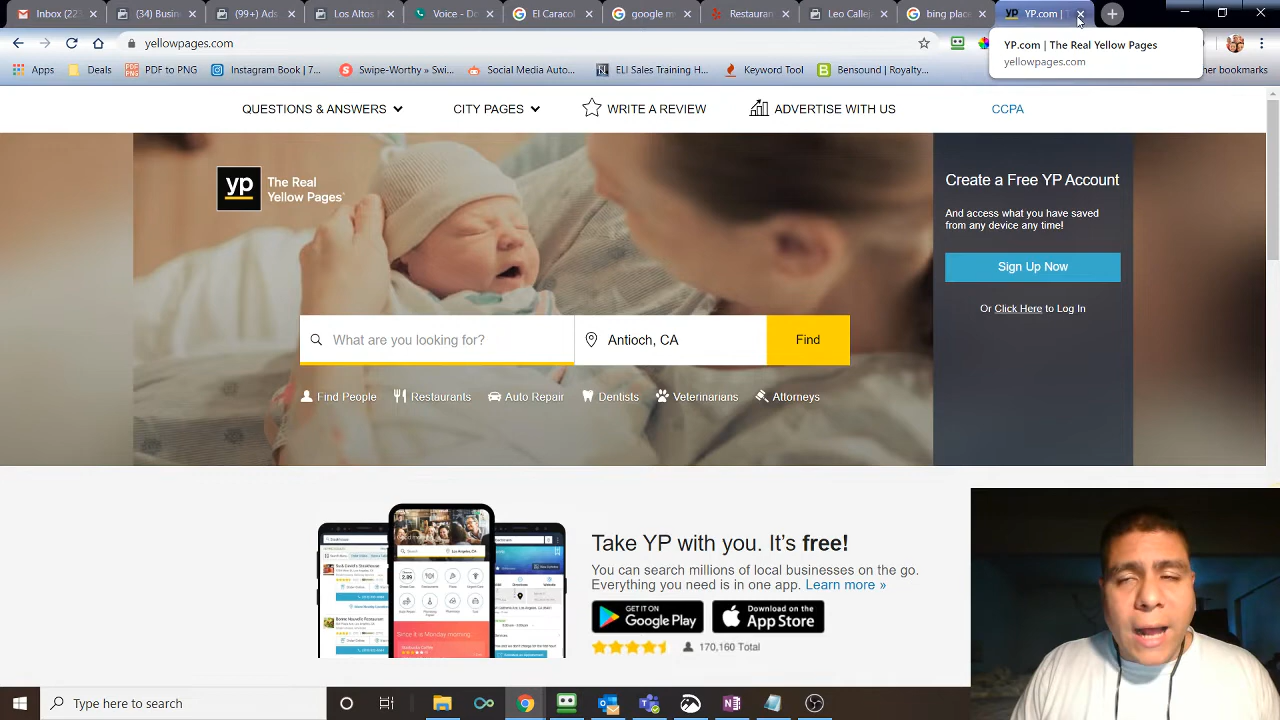 Inbox (22
(34) Busin
(99+) Ads
Los Altos
Voice - D
El Caracol
google m
Restauran
Leo Calleja
bing place
YP.com |
yellowpages.com
YP.com | The Real Yellow Pages
yellowpages.com
Apps
Deals
PDF to PNG
Instagram Book 1'...
Swipe-Worthy » Swi...
Social Media Auto...
ELI Sales Training H...
Keyword Tool
Bensound | Royalty...
her bookmarks
QUESTIONS & ANSWERS
CITY PAGES
WRITE A REVIEW
ADVERTISE WITH US
CCPA
yp
The Real
Yellow Pages
Create a Free YP Account
And access what you have saved
from any device any time!
Sign Up Now
Or Click Here to Log In
What are you looking for?
Antioch, CA
Find
Find People
Restaurants
Auto Repair
Dentists
Veterinarians
Attorneys
Take YP with you. It's free!
You can search millions of local businesses on the go.
Everything you need is in one place. Learn more »
GET IT ON
Google Play
Download on the
App Store
170,160 Total
Type here to search